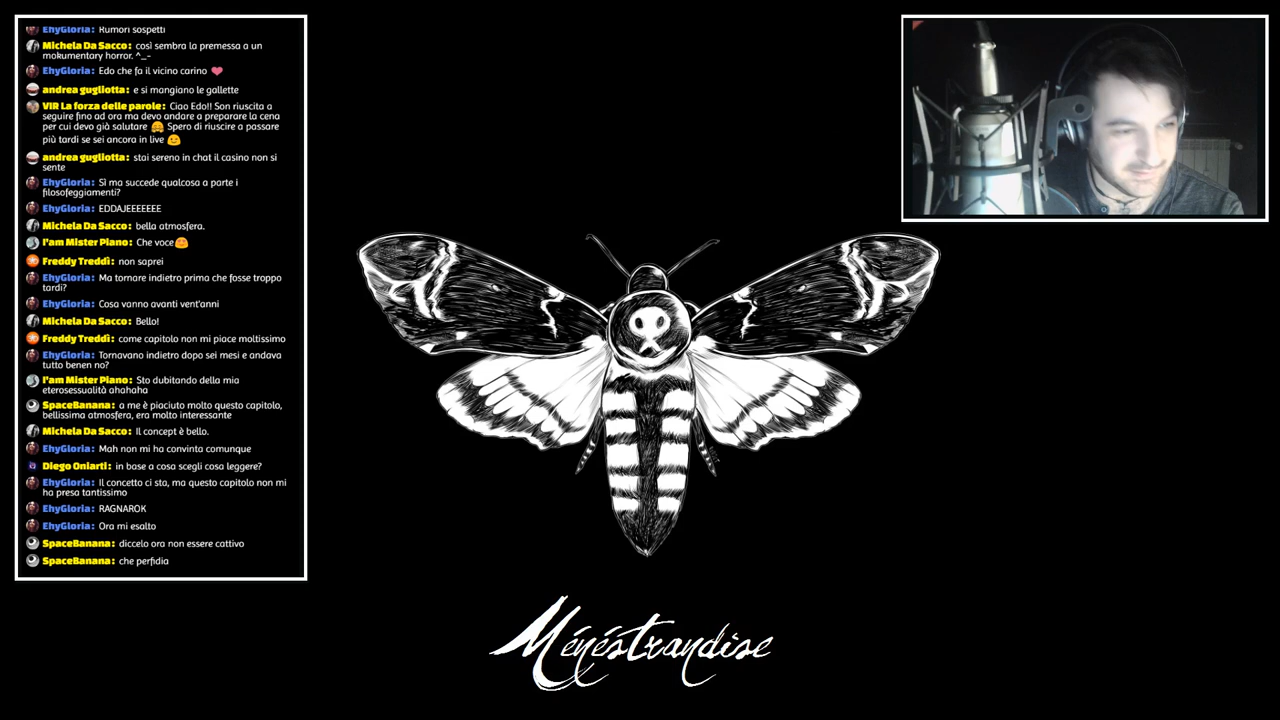 EhyGloria: Rumori sospetti
Michela Da Sacco: così sembra la premessa a un
mokumentary horror. ^_-
EhyGloria: Edo che fa il vicino carino ❤
andrea gugliotta: e si mangiano le gallette
VIR La forza delle parole: Ciao Edo!! Son riuscita a
seguire fino ad ora ma devo andare a preparare la cena
per cui devo già salutare 🤗 Spero di riuscire a passare
più tardi se sei ancora in live 🤗
andrea gugliotta: stai sereno in chat il casino non si
sente
EhyGloria: Sì ma succede qualcosa a parte i
filosofeggiamenti?
EhyGloria: EDDAJEEEEEEE
Michela Da Sacco: bella atmosfera.
I'am Mister Piano: Che voce🤗
Freddy Treddì: non saprei
EhyGloria: Ma tornare indietro prima che fosse troppo
tardi?
EhyGloria: Cosa vanno avanti vent'anni
Michela Da Sacco: Bello!
Freddy Treddì: come capitolo non mi piace moltissimo
EhyGloria: Tornavano indietro dopo sei mesi e andava
tutto benen no?
I'am Mister Piano: Sto dubitando della mia
eterosessualità ahahaha
SpaceBanana: a me è piaciuto molto questo capitolo,
bellissima atmosfera, era molto interessante
Michela Da Sacco: Il concept è bello.
EhyGloria: Mah non mi ha convinta comunque
Diego Oniarti: in base a cosa scegli cosa leggere?
EhyGloria: Il concetto ci sta, ma questo capitolo non mi
ha presa tantissimo
EhyGloria: RAGNAROK
EhyGloria: Ora mi esalto
SpaceBanana: diccelo ora non essere cattivo
SpaceBanana: che perfidia
Ménéstrandise